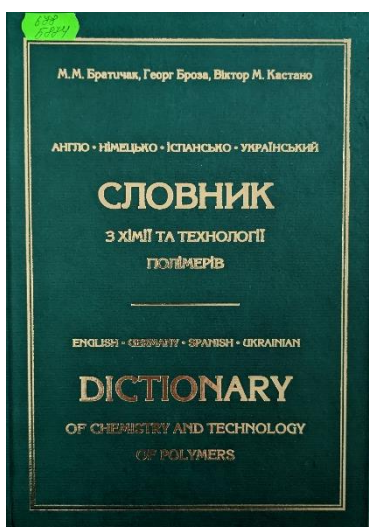 678
М.М. Братичак, Георг Броза, Віктор М. Кастано
АНГЛО • НІМЕЦЬКО • ІСПАНСЬКО • УКРАЇНСЬКИЙ
СЛОВНИК
З ХІМІЇ ТА ТЕХНОЛОГІЇ
ПОЛІМЕРІВ
ENGLISH • GERMANY • SPANISH • UKRAINIAN
DICTIONARY
OF CHEMISTRY AND TECHNOLOGY
OF POLYMERS